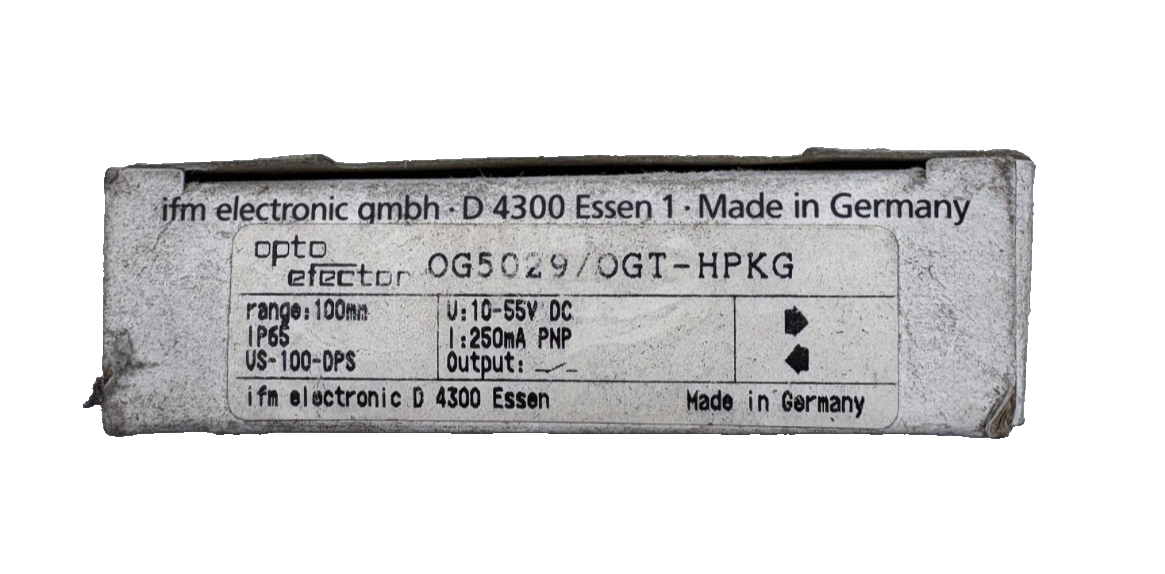 ifm electronic gmbh · D 4300 Essen 1 · Made in Germany
opto
efector OG5029/OGT-HPKG
range:100mm
IP65
US-100-DPS
U:10-55V DC
I:250mA PNP
Output:
ifm electronic D 4300 Essen Made in Germany